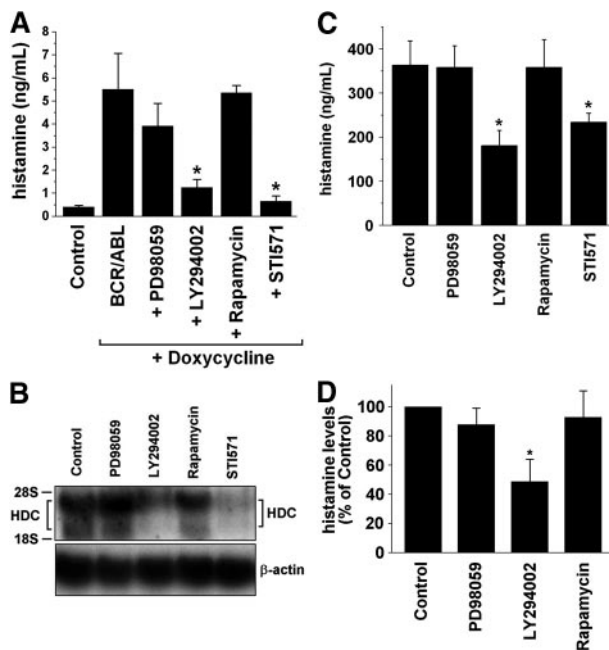 A
histamine (ng/mL)
8
7
6
5
4
3
2
1
0
Control
BCR/ABL
+ PD98059
+ LY294002
+ Rapamycin
+ STI571
*
*
+ Doxycycline
B
Control
PD98059
LY294002
Rapamycin
STI571
28S
HDC
18S
HDC
β-actin
C
histamine (ng/mL)
400
300
200
100
0
*
*
Control
PD98059
LY294002
Rapamycin
STI571
D
histamine levels
(% of Control)
100
80
60
40
20
0
*
Control
PD98059
LY294002
Rapamycin